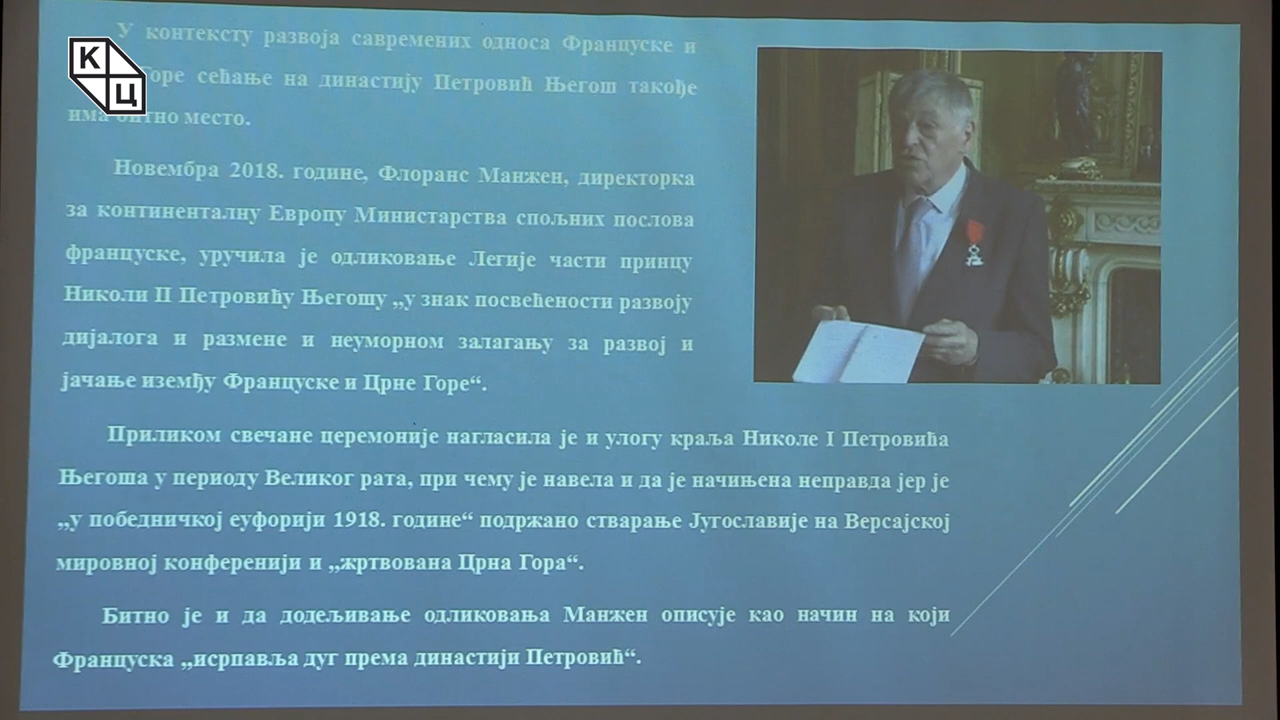 К
Ц
У контексту развоја савремених односа Француске и
Горе сећање на династију Петровић Његош такође
има битно место.
Новембра 2018. године, Флоранс Манжен, директорка
за континенталну Европу Министарства спољних послова
француске, уручила је одликовање Легије части принцу
Николи II Петровићу Његошу „у знак посвећености развоју
дијалога и размене и неуморном залагању за развој и
јачање иземђу Француске и Црне Горе“.
Приликом свечане церемоније нагласила је и улогу краља Николе I Петровића
Његоша у периоду Великог рата, при чему је навела и да је начињена неправда јер је
„у победничкој еуфорији 1918. године“ подржано стварање Југославије на Версајској
мировној конференији и „жртвована Црна Гора“.
Битно је и да додељивање одликовања Манжен описује као начин на који
Француска „исрпавља дуг према династији Петровић“.